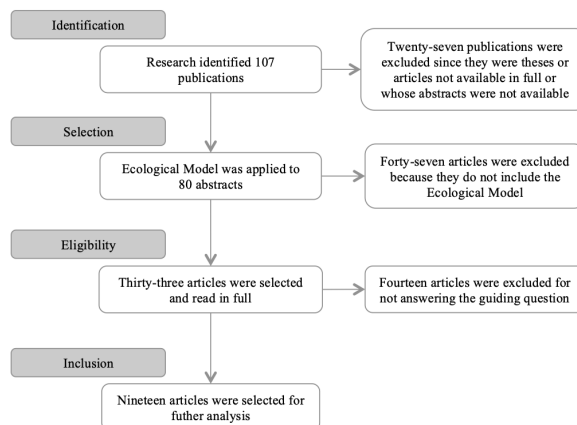 Identification
Research identified 107
publications
Twenty-seven publications were
excluded since they were theses or
articles not available in full or
whose abstracts were not available
Selection
Ecological Model was applied to
80 abstracts
Forty-seven articles were excluded
because they do not include the
Ecological Model
Eligibility
Thirty-three articles were selected
and read in full
Fourteen articles were excluded for
not answering the guiding question
Inclusion
Nineteen articles were selected for
futher analysis